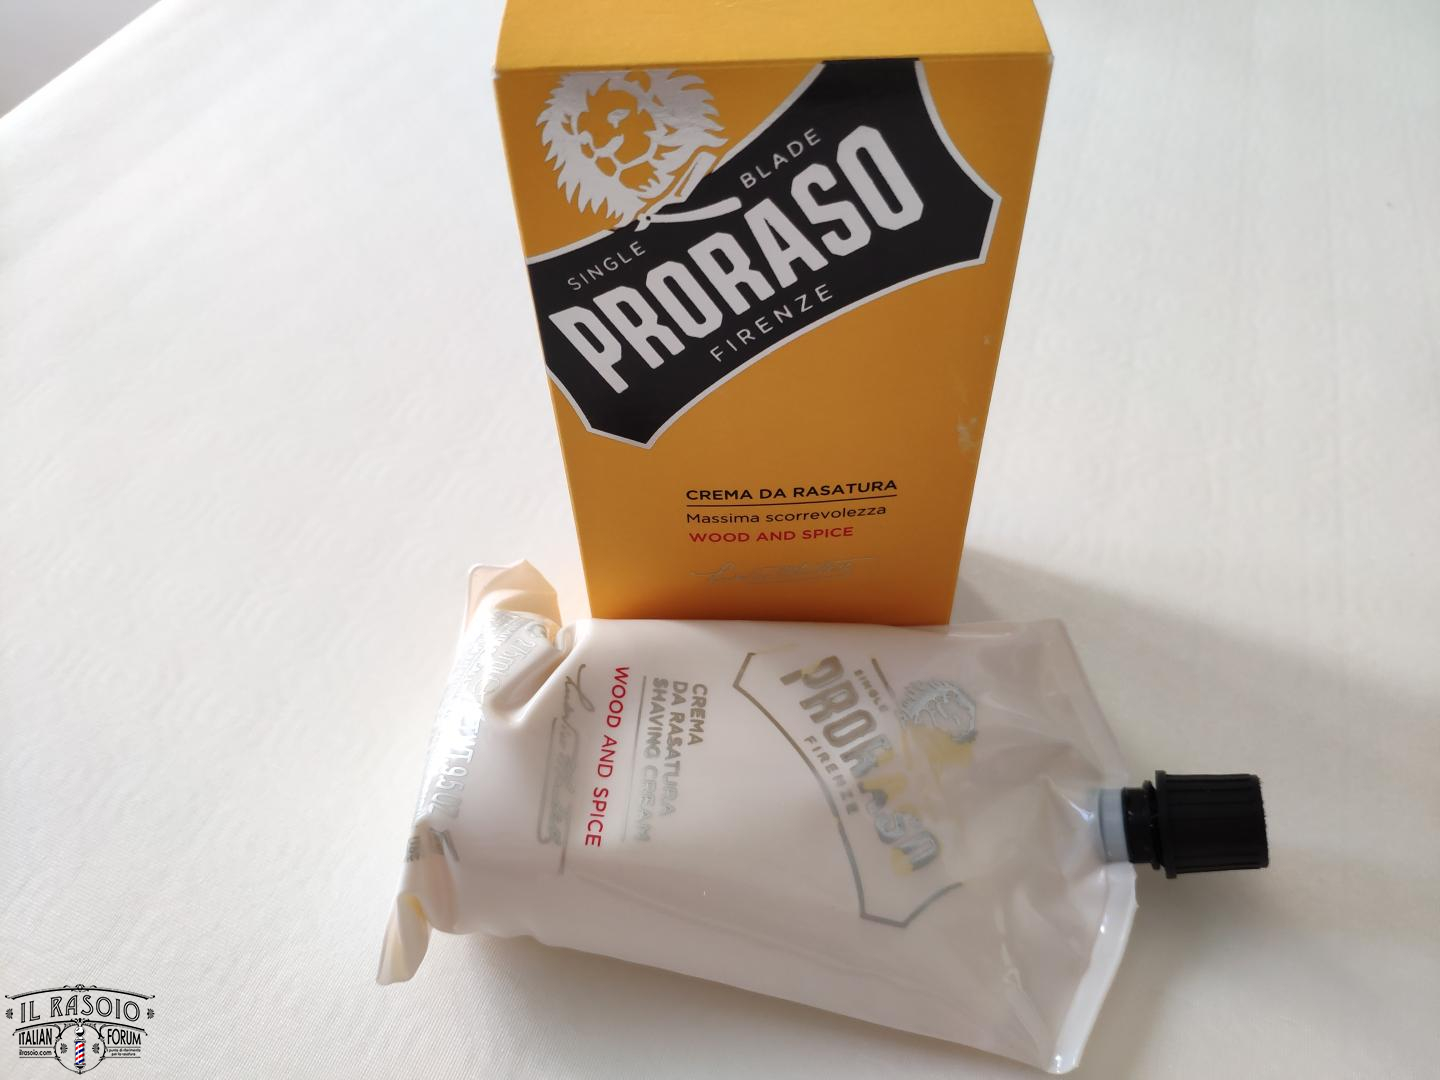 SINGLE BLADE
PRORASO
FIRENZE
CREMA DA RASATURA
Massima scorrevolezza
WOOD AND SPICE
SINGLE
PRORASO
FIRENZE
CREMA
DA RASATURA
SHAVING CREAM
WOOD AND SPICE
IL RASOIO
ITALIAN FORUM
ilrasoio.com